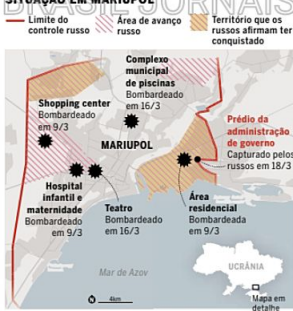 BRASIL JORNAIS
SITUAÇÃO EM MARIUPOL
Limite do
controle russo
Área de avanço
russo
Território que os
russos afirmam ter
conquistado
Complexo
municipal
de piscinas
Bombardeado
em 16/3
Shopping center
Bombardeado
em 9/3
MARIUPOL
Prédio da
administração
de governo
Capturado pelos
russos em 18/3
Hospital
infantil e
maternidade
Bombardeado
em 9/3
Teatro
Bombardeado
em 16/3
Área
residencial
Bombardeada
em 9/3
Mar de Azov
UCRÂNIA
Mapa em
detalhe
N
4km